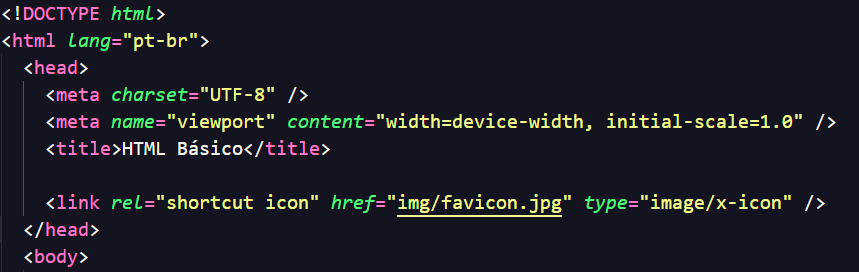 <!DOCTYPE html>
<html lang="pt-br">
<head>
<meta charset="UTF-8" />
<meta name="viewport" content="width=device-width, initial-scale=1.0" />
<title>HTML Básico</title>
<link rel="shortcut icon" href="img/favicon.jpg" type="image/x-icon" />
</head>
<body>